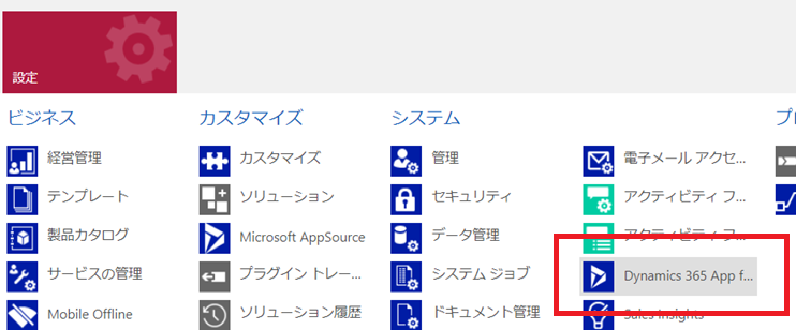 設定
ビジネス
経営管理
テンプレート
製品カタログ
サービスの管理
Mobile Offline
カスタマイズ
カスタマイズ
ソリューション
Microsoft AppSource
プラグイン トレー...
ソリューション履歴
システム
管理
セキュリティ
データ管理
システム ジョブ
ドキュメント管理
電子メール アクセ...
アクティビティ フ...
アクティビティ フ...
Dynamics 365 App f...
Sales Insights
プロ